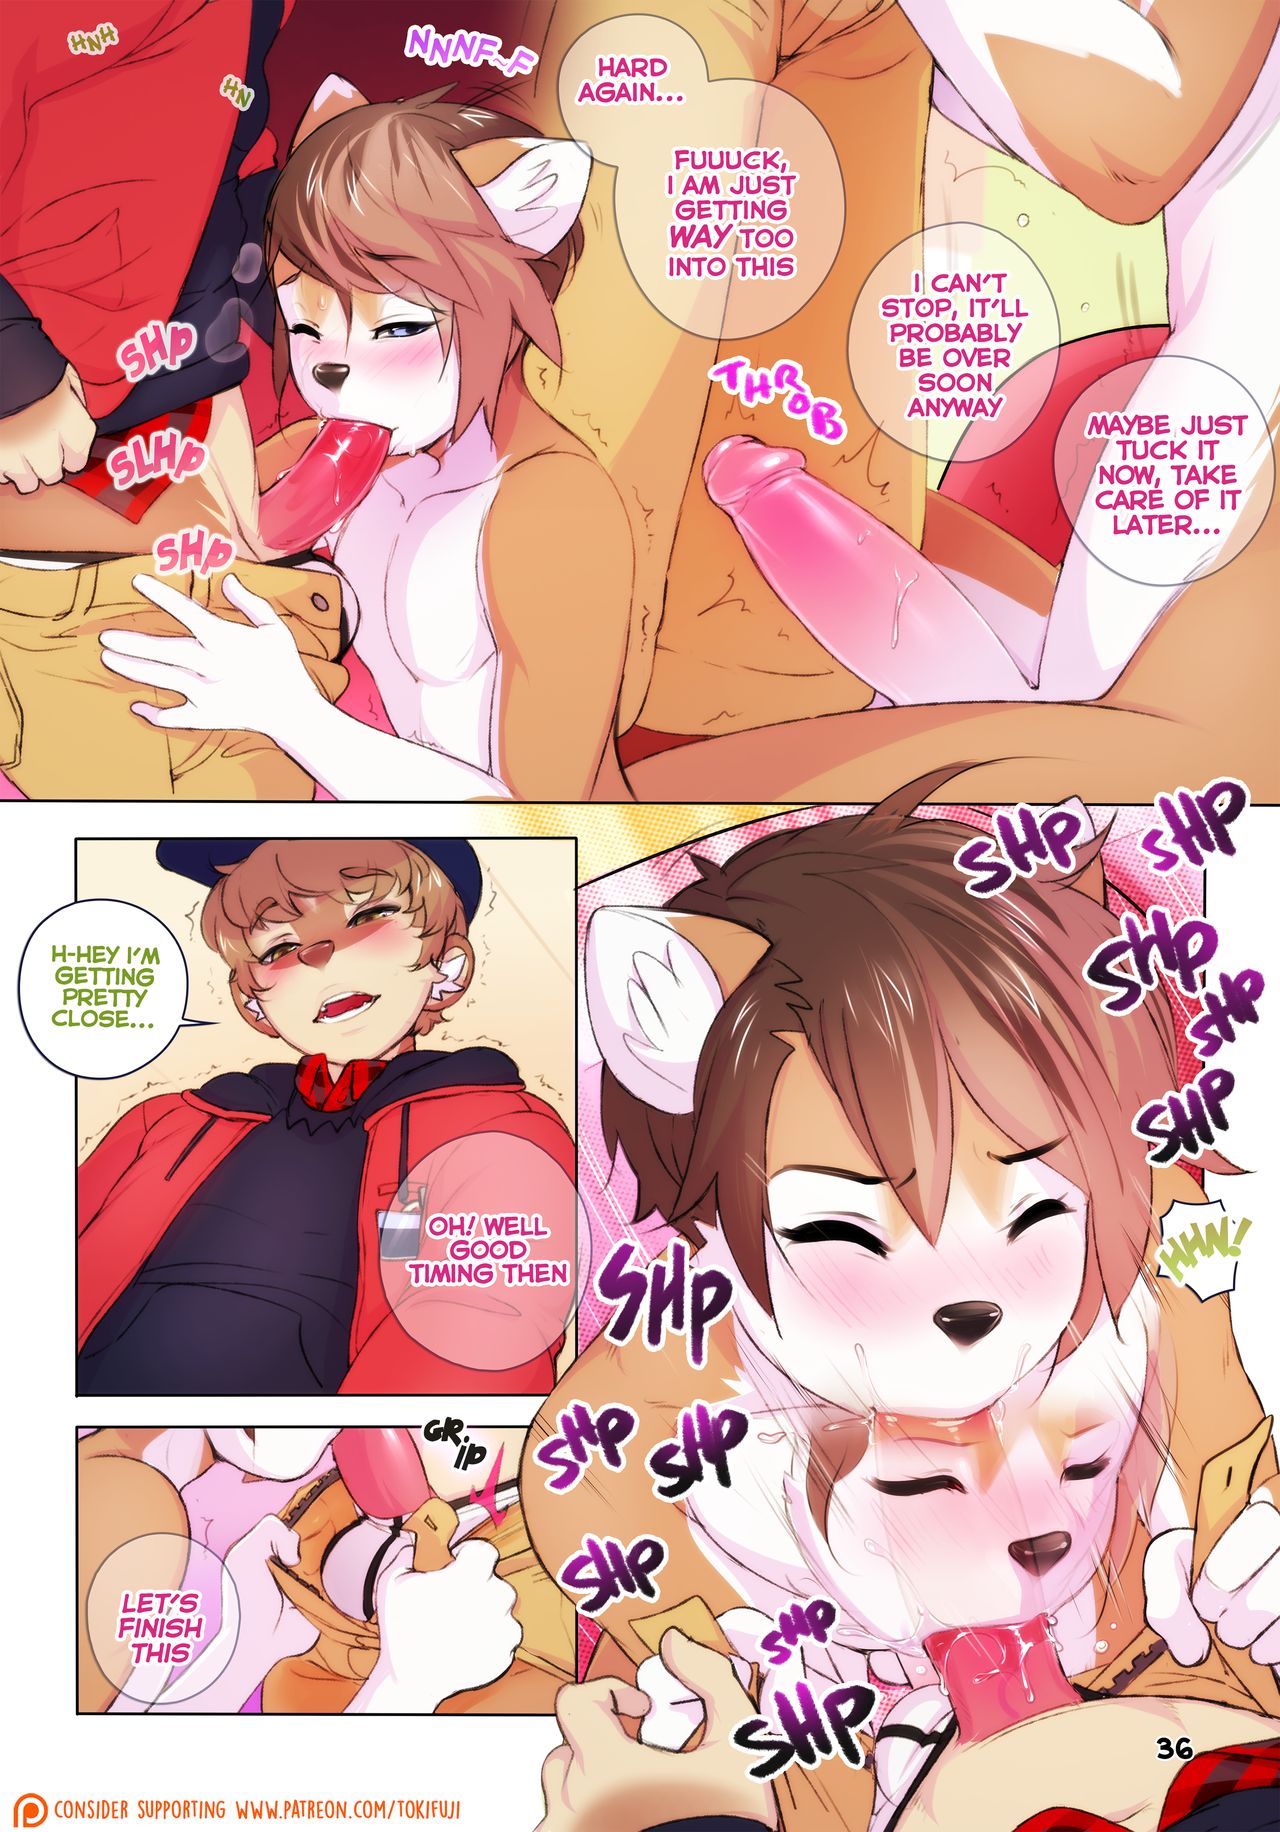 HNH
HN
NNNF~F
HARD
AGAIN...
FUUUCK,
I AM JUST
GETTING
WAY TOO
INTO THIS
I CAN'T
STOP, IT'LL
PROBABLY
BE OVER
SOON
ANYWAY
MAYBE JUST
TUCK IT
NOW, TAKE
CARE OF IT
LATER...
SHP
SLHP
SHP
THROB
H-HEY I'M
GETTING
PRETTY
CLOSE...
OH! WELL
GOOD
TIMING THEN
GRIP
LET'S
FINISH
THIS
SHP
SHP
SHP
SHP
SHP
HHN!
SHP
SHP
SHP
SHP
SHP
SHP
36
CONSIDER SUPPORTING WWW.PATREON.COM/TOKIFUJI